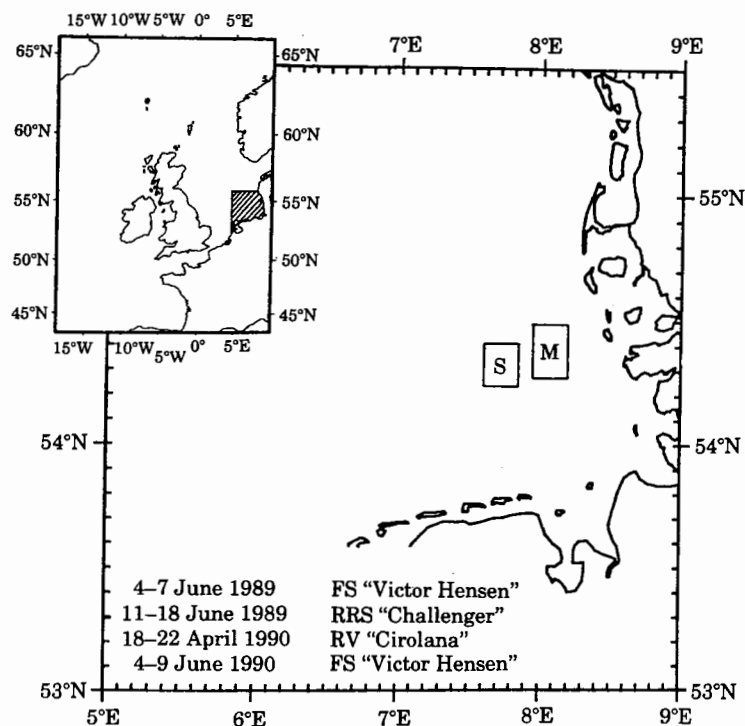 15°W 10°W 5°W 0° 5°E
65°N
65°N
7°E 8°E 9°E
60°N
60°N
55°N
55°N
55°N
50°N
50°N
45°N
45°N
15°W 10°W 5°W 0° 5°E
S
M
54°N
54°N
4–7 June 1989 FS "Victor Hensen"
11–18 June 1989 RRS "Challenger"
18–22 April 1990 RV "Cirolana"
4–9 June 1990 FS "Victor Hensen"
53°N
53°N
5°E 6°E 7°E 8°E 9°E